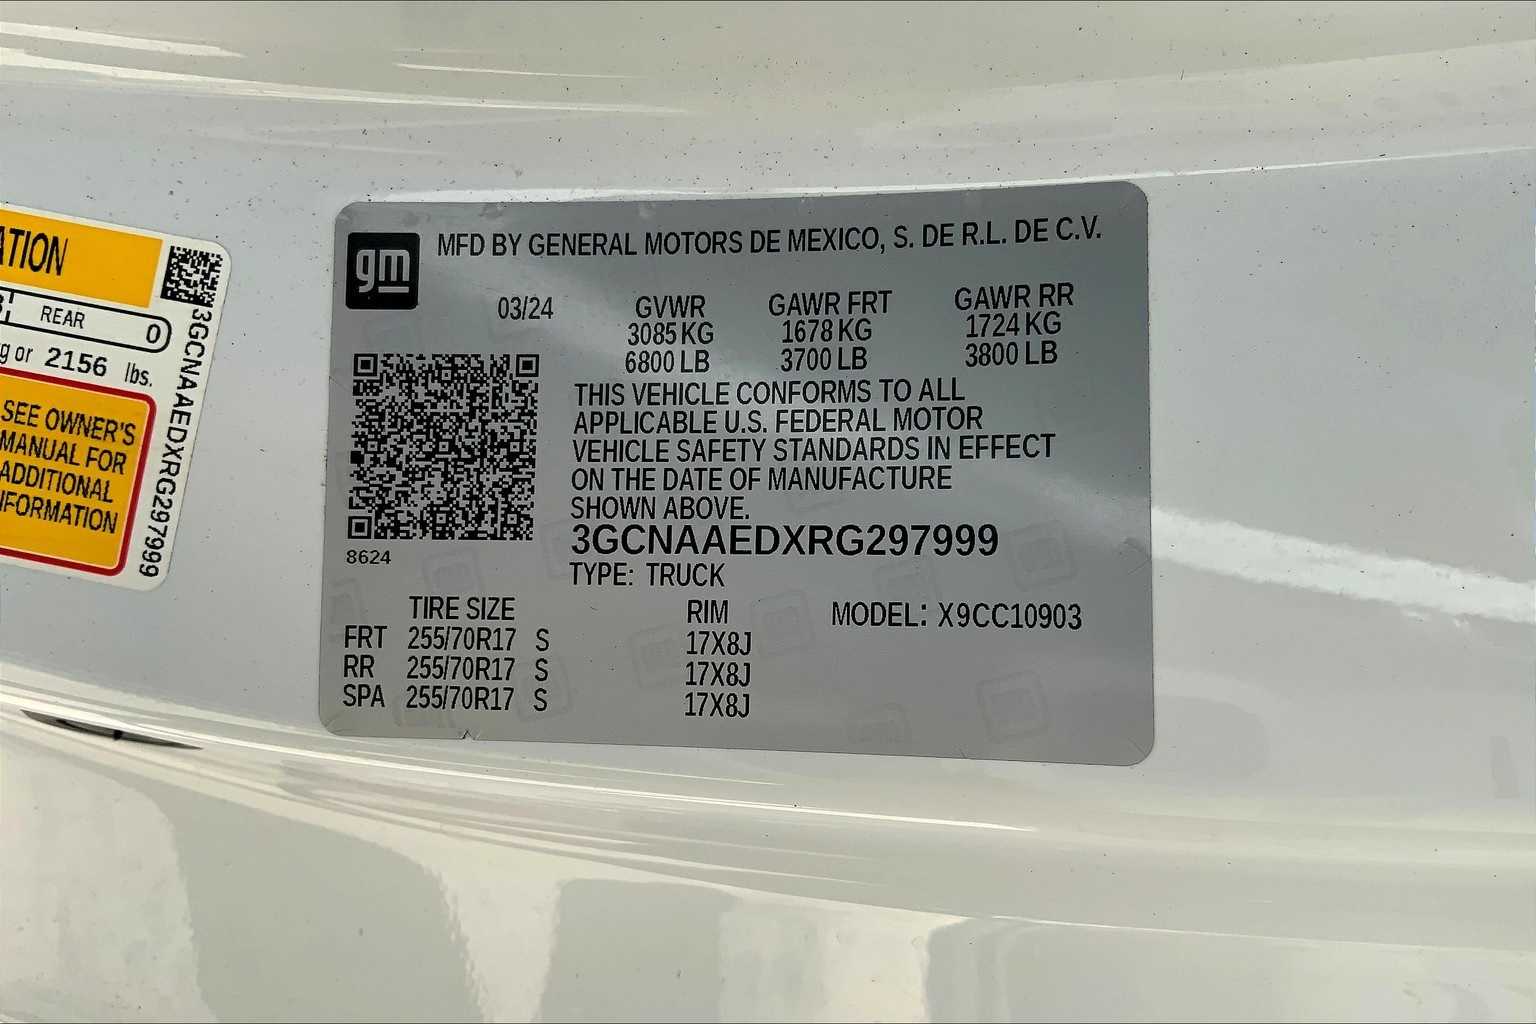 ATION
REAR 0
g or 2156 lbs.
SEE OWNER'S
MANUAL FOR
ADDITIONAL
INFORMATION
3GCNAAEDXRG297999
gm
MFD BY GENERAL MOTORS DE MEXICO, S. DE R.L. DE C.V.
03/24 GVWR GAWR FRT GAWR RR
3085 KG 1678 KG 1724 KG
6800 LB 3700 LB 3800 LB
THIS VEHICLE CONFORMS TO ALL
APPLICABLE U.S. FEDERAL MOTOR
VEHICLE SAFETY STANDARDS IN EFFECT
ON THE DATE OF MANUFACTURE
SHOWN ABOVE.
3GCNAAEDXRG297999
8624
TYPE: TRUCK
TIRE SIZE RIM MODEL: X9CC10903
FRT 255/70R17 S 17X8J
RR 255/70R17 S 17X8J
SPA 255/70R17 S 17X8J